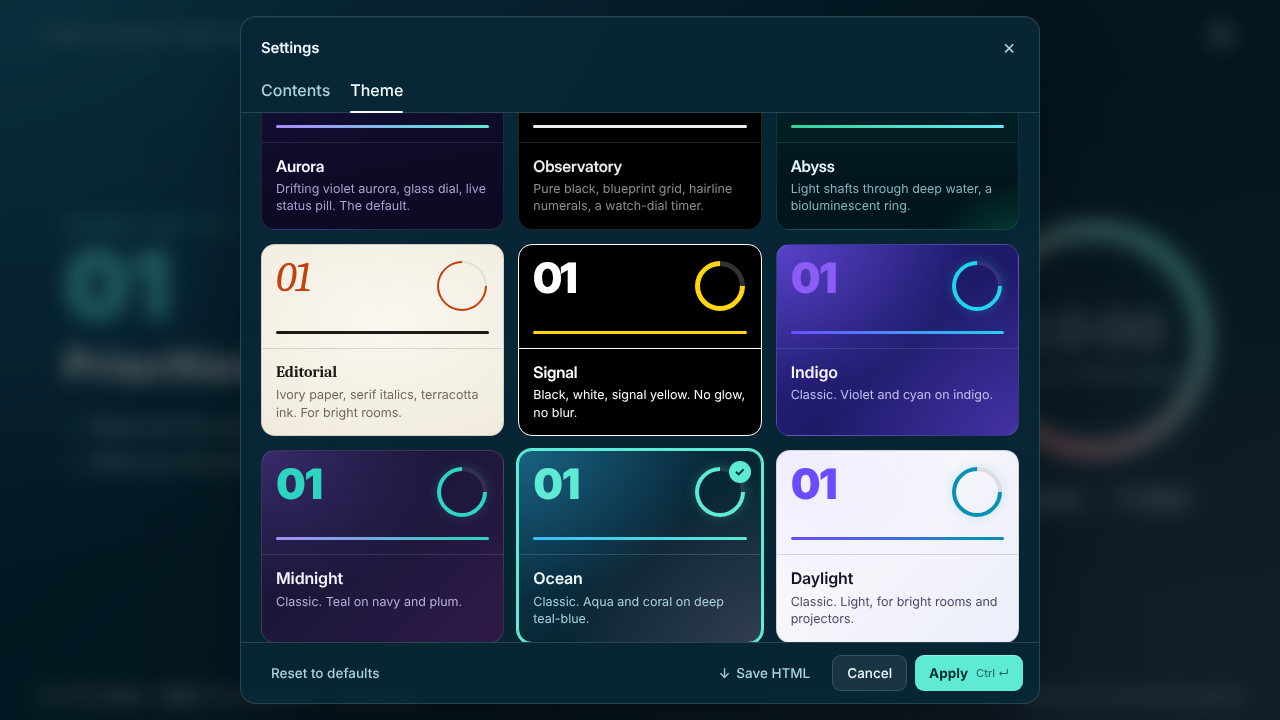 Settings
×
Contents Theme
Aurora
Drifting violet aurora, glass dial, live
status pill. The default.
Observatory
Pure black, blueprint grid, hairline
numerals, a watch-dial timer.
Abyss
Light shafts through deep water, a
bioluminescent ring.
01
Editorial
Ivory paper, serif italics, terracotta
ink. For bright rooms.
01
Signal
Black, white, signal yellow. No glow,
no blur.
01
Indigo
Classic. Violet and cyan on indigo.
01
Midnight
Classic. Teal on navy and plum.
01
Ocean
Classic. Aqua and coral on deep
teal-blue.
01
Daylight
Classic. Light, for bright rooms and
projectors.
01
Reset to defaults
↓ Save HTML
Cancel
Apply Ctrl ↵